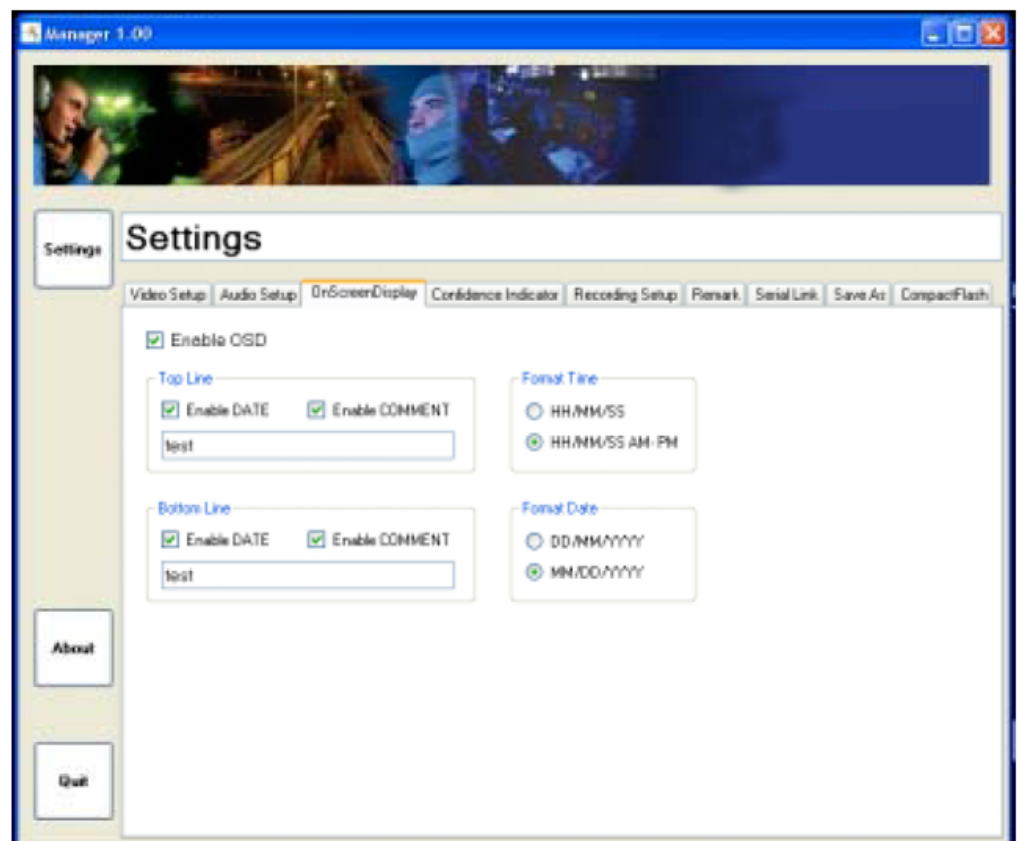 Manager 1.00
Settings
Settings
Video Setup Audio Setup OnScreenDisplay Confidence Indicator Recording Setup Remark Serial Link Save As CompactFlash
Enable OSD
Top Line
Enable DATE Enable COMMENT
test
Format Time
HH/MM/SS
HH/MM/SS AM-PM
Bottom Line
Enable DATE Enable COMMENT
test
Format Date
DD/MM/YYYY
MM/DD/YYYY
About
Quit